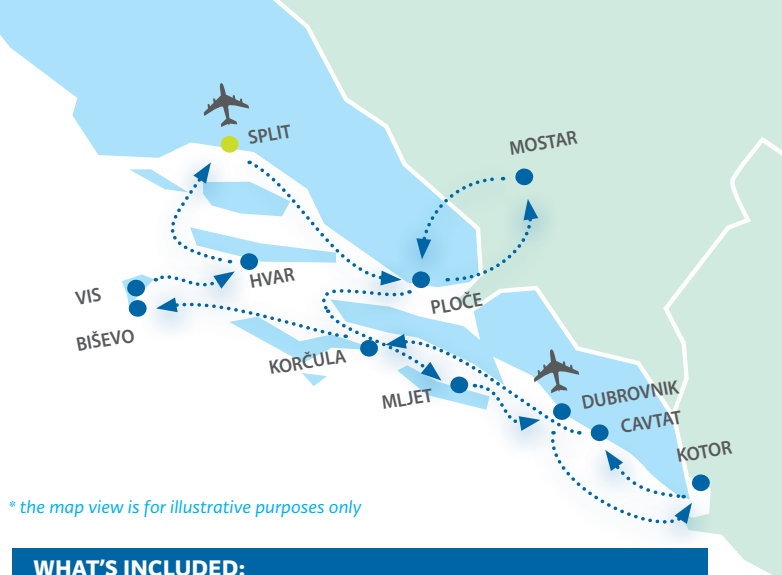 SPLIT
MOSTAR
HVAR
VIS
PLOČE
BIŠEVO
KORČULA
MLJET
DUBROVNIK
CAVTAT
KOTOR
* the map view is for illustrative purposes only
WHAT'S INCLUDED: